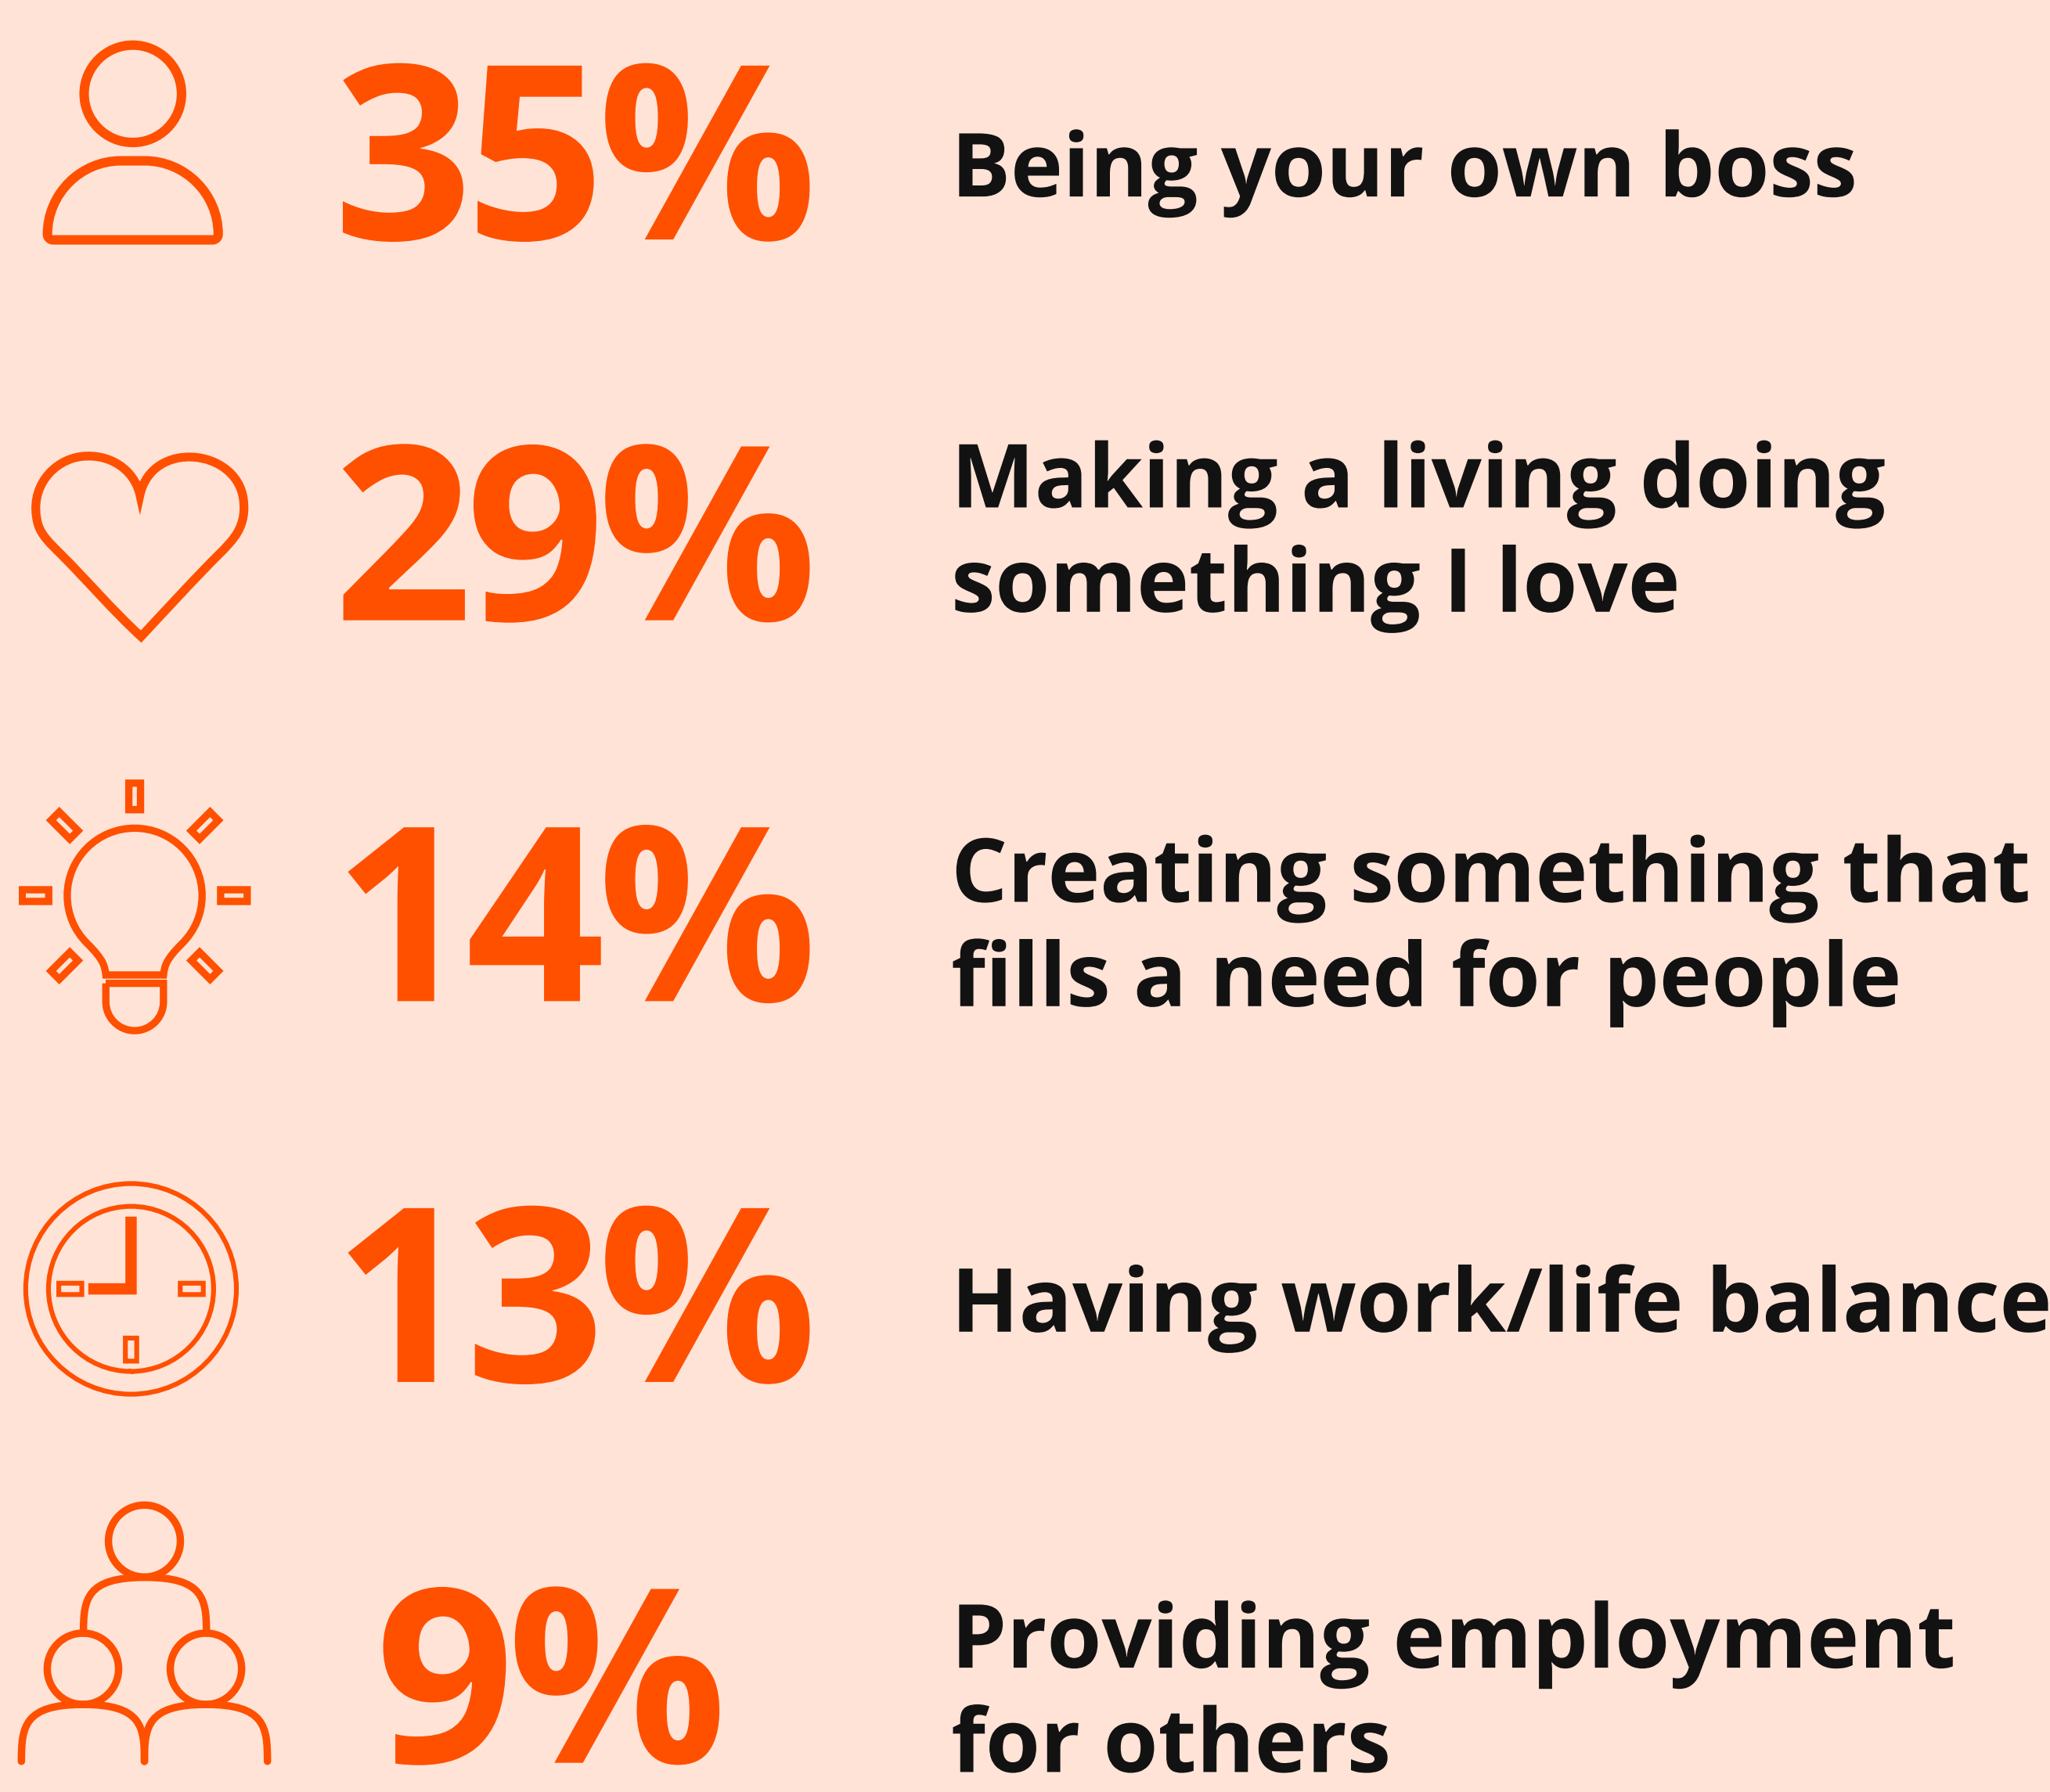 35%
Being your own boss
29%
Making a living doing
something I love
14%
Creating something that
fills a need for people
13%
Having work/life balance
9%
Providing employment
for others